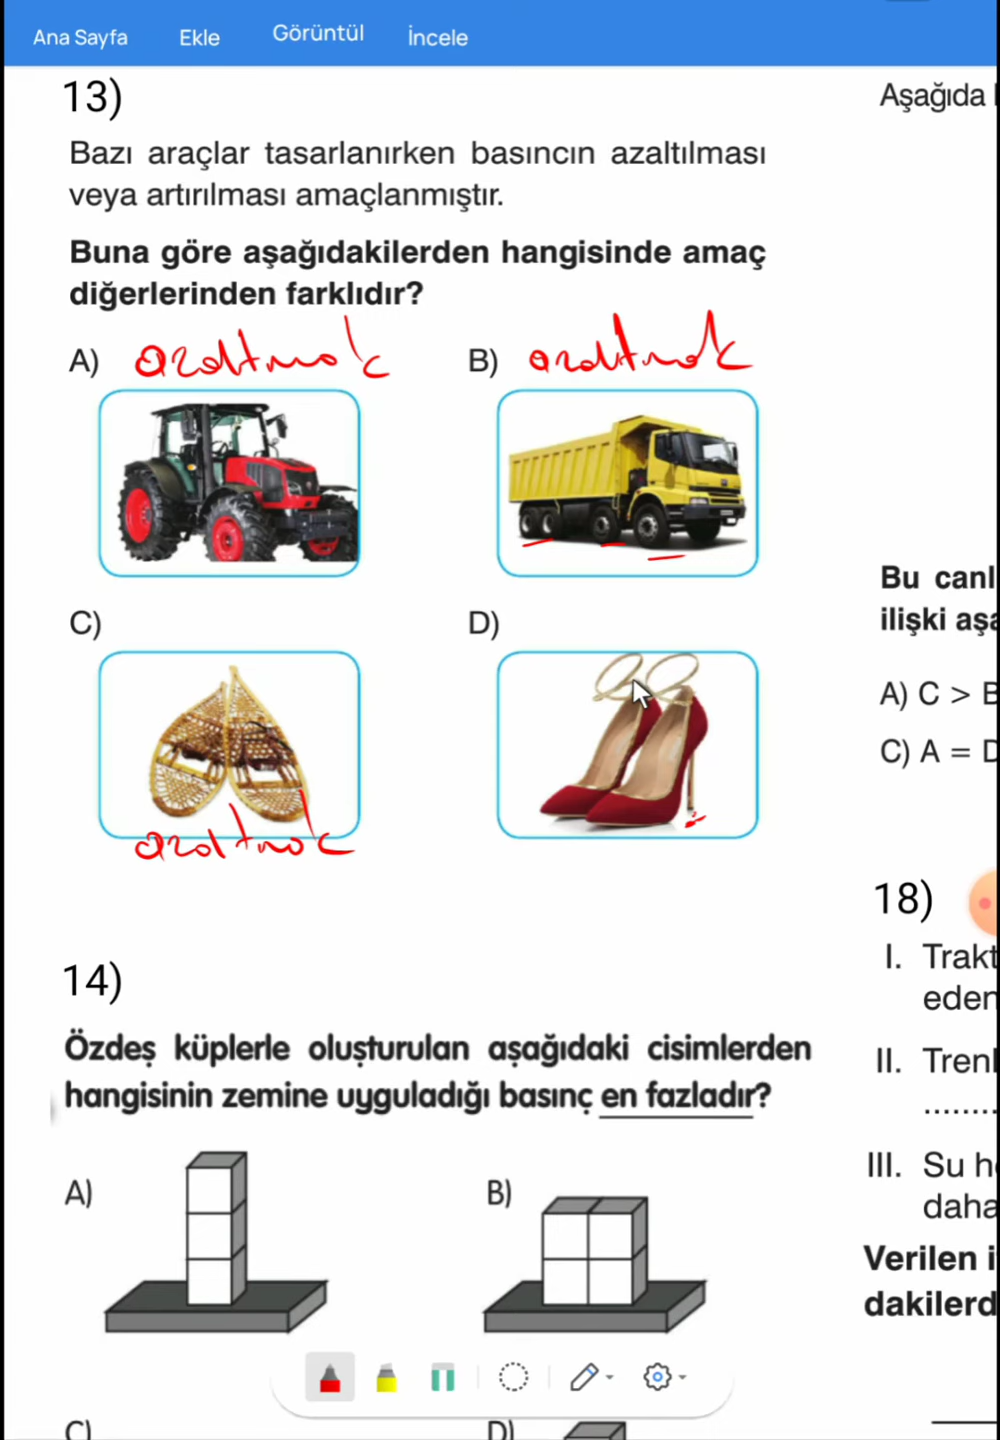 Ana Sayfa Ekle Görüntül İncele
13)
Bazı araçlar tasarlanırken basıncın azaltılması
veya artırılması amaçlanmıştır.
Buna göre aşağıdakilerden hangisinde amaç
diğerlerinden farklıdır?
A) azaltmak
B) azaltmak
C)
azaltmak
D)
14)
Özdeş küplerle oluşturulan aşağıdaki cisimlerden
hangisinin zemine uyguladığı basınç en fazladır?
A)
B)
C)
D)
Aşağıda
Bu canl
ilişki aşa
A) C >
C) A =
18)
I. Trakt
eden
II. Tren
.........
III. Su h
daha
Verilen i
dakilerd